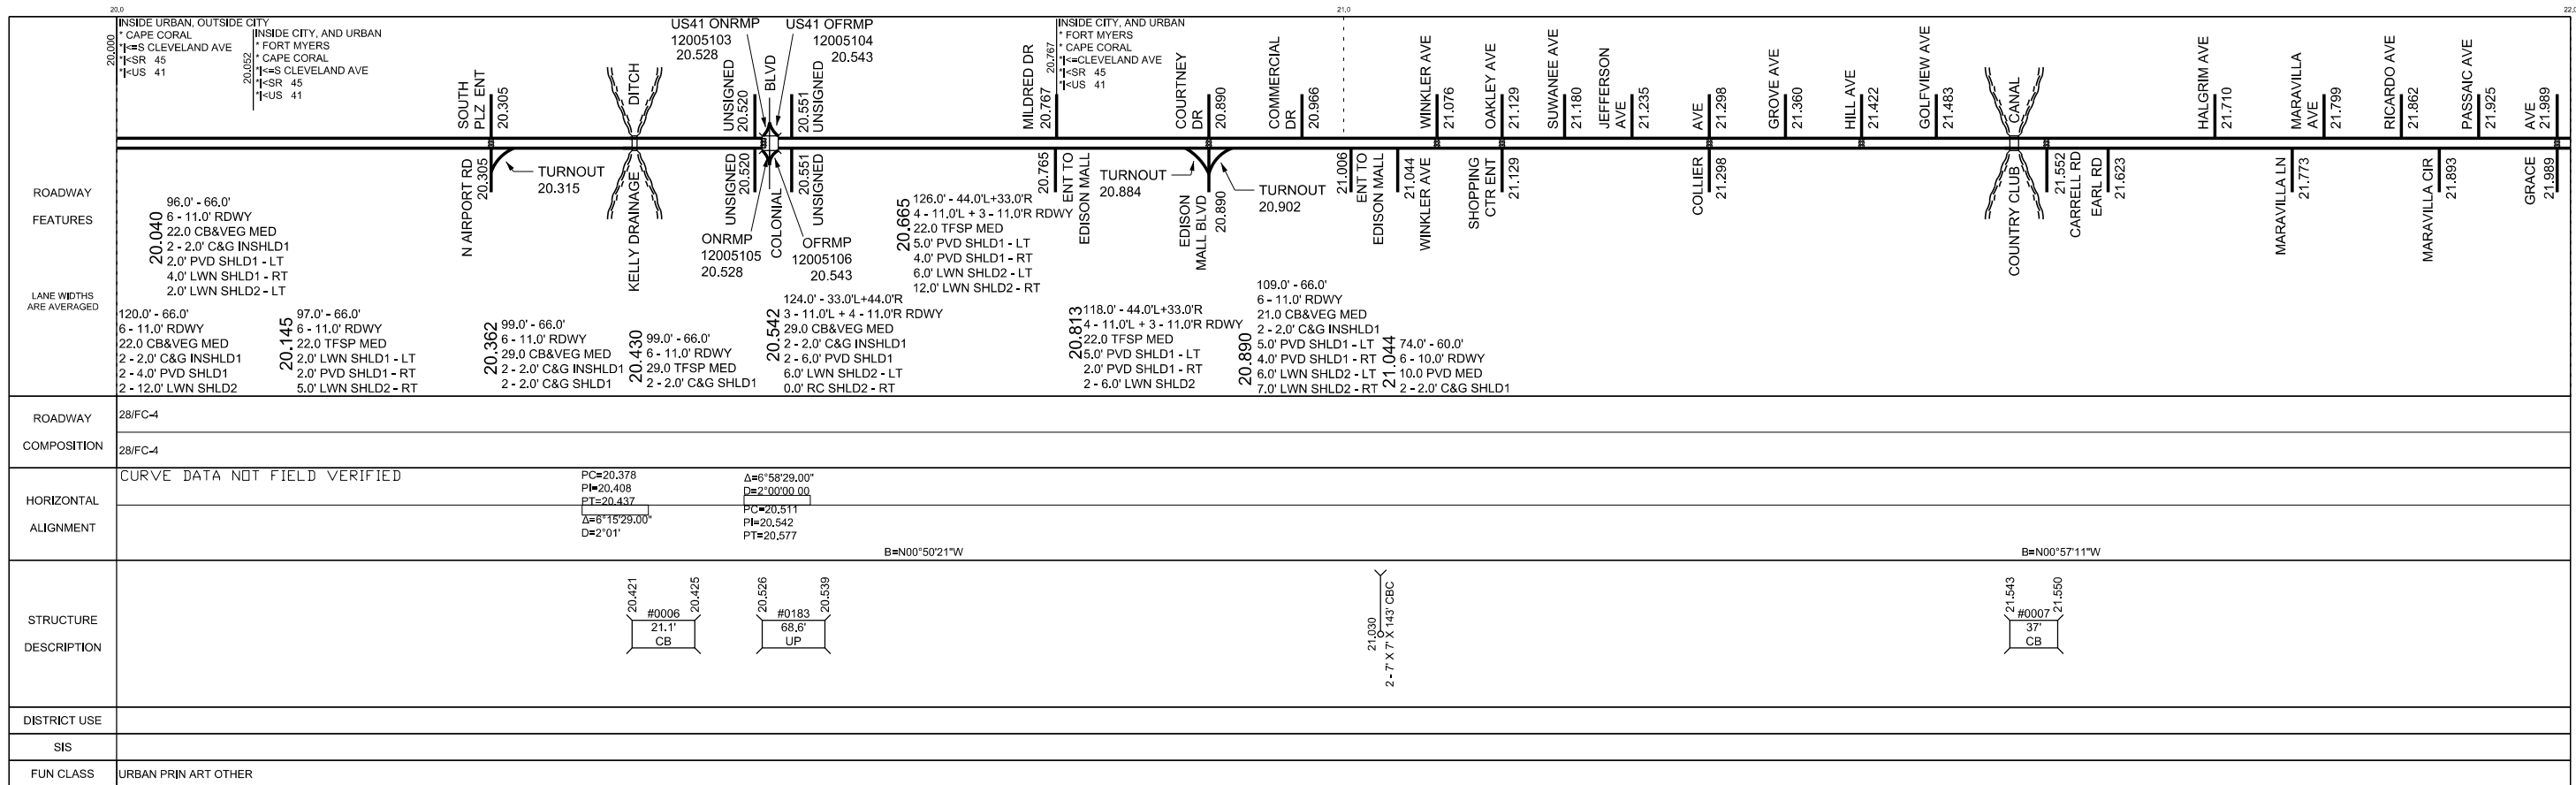 20.0
21.0
22.0
20.000
INSIDE URBAN, OUTSIDE CITY
* CAPE CORAL
*|<=S CLEVELAND AVE
*|<SR 45
*|<US 41
20.052
INSIDE CITY, AND URBAN
* FORT MYERS
* CAPE CORAL
*|<=S CLEVELAND AVE
*|<SR 45
*|<US 41
SOUTH
PLZ ENT
20.305
DITCH
US41 ONRMP
12005103
20.528
UNSIGNED
20.520
BLVD
US41 OFRMP
12005104
20.543
20.551
UNSIGNED
MILDRED DR
20.767
20.767
INSIDE CITY, AND URBAN
* FORT MYERS
* CAPE CORAL
*|<=CLEVELAND AVE
*|<SR 45
*|<US 41
COURTNEY
DR
20.890
COMMERCIAL
DR
20.966
WINKLER AVE
21.076
OAKLEY AVE
21.129
SUWANEE AVE
21.180
JEFFERSON
AVE
21.235
AVE
21.298
GROVE AVE
21.360
HILL AVE
21.422
GOLFVIEW AVE
21.483
CANAL
HALGRIM AVE
21.710
MARAVILLA
AVE
21.799
RICARDO AVE
21.862
PASSAIC AVE
21.925
AVE
21.989
ROADWAY
FEATURES
LANE WIDTHS
ARE AVERAGED
N AIRPORT RD
20.305
TURNOUT
20.315
KELLY DRAINAGE
UNSIGNED
20.520
ONRMP
12005105
20.528
COLONIAL
20.551
UNSIGNED
OFRMP
12005106
20.543
20.765
ENT TO
EDISON MALL
TURNOUT
20.884
EDISON
MALL BLVD
20.890
TURNOUT
20.902
21.006
ENT TO
EDISON MALL
21.044
WINKLER AVE
SHOPPING
CTR ENT
21.129
COLLIER
21.298
COUNTRY CLUB
21.552
CARRELL RD
EARL RD
21.623
MARAVILLA LN
21.773
MARAVILLA CIR
21.893
GRACE
21.989
120.0' - 66.0'
6 - 11.0' RDWY
22.0 CB&VEG MED
2 - 2.0' C&G INSHLD1
2 - 4.0' PVD SHLD1
2 - 12.0' LWN SHLD2
20.040
96.0' - 66.0'
6 - 11.0' RDWY
22.0 CB&VEG MED
2 - 2.0' C&G INSHLD1
2.0' PVD SHLD1 - LT
4.0' LWN SHLD1 - RT
2.0' LWN SHLD2 - LT
20.145
97.0' - 66.0'
6 - 11.0' RDWY
22.0 TFSP MED
2.0' LWN SHLD1 - LT
2.0' PVD SHLD1 - RT
5.0' LWN SHLD2 - RT
20.362
99.0' - 66.0'
6 - 11.0' RDWY
29.0 CB&VEG MED
2 - 2.0' C&G INSHLD1
2 - 2.0' C&G SHLD1
20.430
99.0' - 66.0'
6 - 11.0' RDWY
29.0 TFSP MED
2 - 2.0' C&G SHLD1
20.542
124.0' - 33.0'L+44.0'R
3 - 11.0'L + 4 - 11.0'R RDWY
29.0 CB&VEG MED
2 - 2.0' C&G INSHLD1
2 - 6.0' PVD SHLD1
6.0' LWN SHLD2 - LT
0.0' RC SHLD2 - RT
20.665
126.0' - 44.0'L+33.0'R
4 - 11.0'L + 3 - 11.0'R RDWY
22.0 TFSP MED
5.0' PVD SHLD1 - LT
4.0' PVD SHLD1 - RT
6.0' LWN SHLD2 - LT
12.0' LWN SHLD2 - RT
20.813
118.0' - 44.0'L+33.0'R
4 - 11.0'L + 3 - 11.0'R RDWY
22.0 TFSP MED
5.0' PVD SHLD1 - LT
2.0' PVD SHLD1 - RT
2 - 6.0' LWN SHLD2
20.890
109.0' - 66.0'
6 - 11.0' RDWY
21.0 CB&VEG MED
2 - 2.0' C&G INSHLD1
5.0' PVD SHLD1 - LT
4.0' PVD SHLD1 - RT
6.0' LWN SHLD2 - LT
7.0' LWN SHLD2 - RT
21.044
74.0' - 60.0'
6 - 10.0' RDWY
10.0 PVD MED
2 - 2.0' C&G SHLD1
ROADWAY
COMPOSITION
28/FC-4
28/FC-4
HORIZONTAL
ALIGNMENT
CURVE DATA NOT FIELD VERIFIED
PC=20.378
PI=20.408
PT=20.437
Δ=6°15'29.00"
D=2°01'
Δ=6°58'29.00"
D=2°00'00.00
PC=20.511
PI=20.542
PT=20.577
B=N00°50'21"W
B=N00°57'11"W
STRUCTURE
DESCRIPTION
20.421
20.425
#0006
21.1'
CB
20.526
20.539
#0183
68.6'
UP
21.030
2 - 7' X 7' X 143' CBC
21.543
21.550
#0007
37'
CB
DISTRICT USE
SIS
FUN CLASS
URBAN PRIN ART OTHER